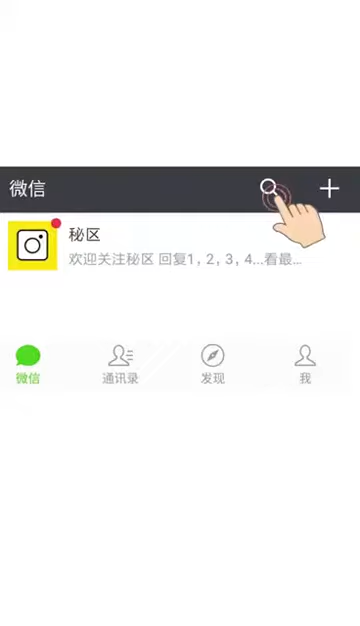 微信
秘区
欢迎关注秘区 回复1, 2, 3, 4...看最...
微信 通讯录 发现 我